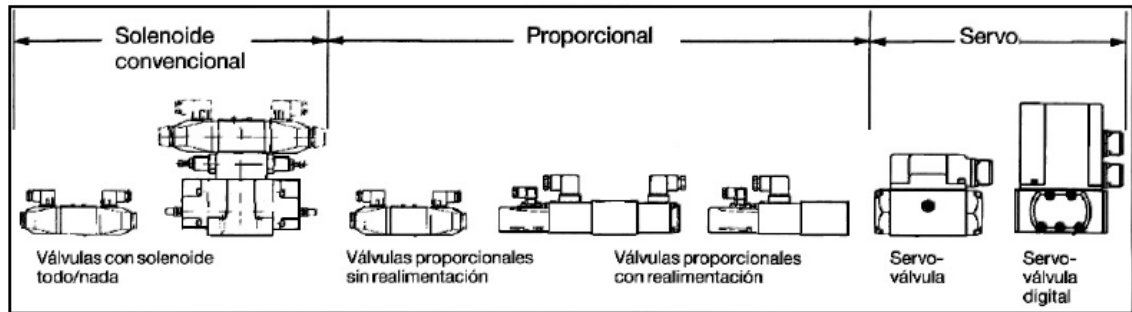 Solenoide
convencional
Proporcional
Servo
Válvulas con solenoide
todo/nada
Válvulas proporcionales
sin realimentación
Válvulas proporcionales
con realimentación
Servo-
válvula
Servo-
válvula
digital